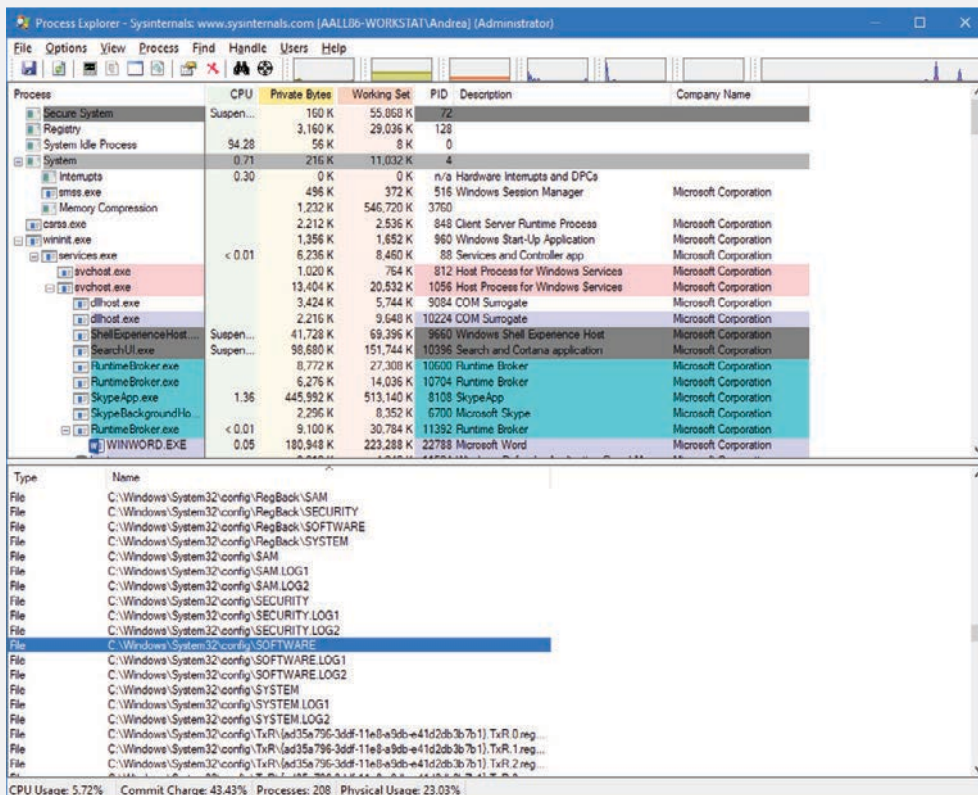 Process Explorer - Sysinternals: www.sysinternals.com [AALL86-WORKSTAT\Andrea] (Administrator)
File Options View Process Find Handle Users Help
Process CPU Private Bytes Working Set PID Description Company Name
Secure System Suspen... 160 K 55,868 K 72
Registry 3,160 K 29,036 K 128
System Idle Process 94.28 56 K 8 K 0
System 0.71 216 K 11,032 K 4
Interrupts 0.30 0 K 0 K n/a Hardware Interrupts and DPCs
smss.exe 496 K 372 K 516 Windows Session Manager Microsoft Corporation
Memory Compression 1,232 K 546,720 K 3760
csrss.exe 2,212 K 2,536 K 848 Client Server Runtime Process Microsoft Corporation
wininit.exe 1,356 K 1,652 K 960 Windows Start-Up Application Microsoft Corporation
services.exe < 0.01 6,236 K 8,460 K 88 Services and Controller app Microsoft Corporation
svchost.exe 1,020 K 764 K 812 Host Process for Windows Services Microsoft Corporation
svchost.exe 13,404 K 20,532 K 1056 Host Process for Windows Services Microsoft Corporation
dllhost.exe 3,424 K 5,744 K 9084 COM Surrogate Microsoft Corporation
dllhost.exe 2,216 K 9,648 K 10224 COM Surrogate Microsoft Corporation
ShellExperienceHost.... Suspen... 41,728 K 69,396 K 9660 Windows Shell Experience Host Microsoft Corporation
SearchUI.exe Suspen... 98,680 K 151,744 K 10396 Search and Cortana application Microsoft Corporation
RuntimeBroker.exe 8,772 K 27,308 K 10600 Runtime Broker Microsoft Corporation
RuntimeBroker.exe 6,276 K 14,036 K 10704 Runtime Broker Microsoft Corporation
SkypeApp.exe 1.36 445,992 K 513,140 K 8108 SkypeApp Microsoft Corporation
SkypeBackgroundHo... 2,296 K 8,352 K 6700 Microsoft Skype Microsoft Corporation
RuntimeBroker.exe < 0.01 9,100 K 30,784 K 11392 Runtime Broker Microsoft Corporation
WINWORD.EXE 0.05 180,948 K 223,288 K 22788 Microsoft Word Microsoft Corporation
Type Name
File C:\Windows\System32\config\RegBack\SAM
File C:\Windows\System32\config\RegBack\SECURITY
File C:\Windows\System32\config\RegBack\SOFTWARE
File C:\Windows\System32\config\RegBack\SYSTEM
File C:\Windows\System32\config\SAM
File C:\Windows\System32\config\SAM.LOG1
File C:\Windows\System32\config\SAM.LOG2
File C:\Windows\System32\config\SECURITY
File C:\Windows\System32\config\SECURITY.LOG1
File C:\Windows\System32\config\SECURITY.LOG2
File C:\Windows\System32\config\SOFTWARE
File C:\Windows\System32\config\SOFTWARE.LOG1
File C:\Windows\System32\config\SOFTWARE.LOG2
File C:\Windows\System32\config\SYSTEM
File C:\Windows\System32\config\SYSTEM.LOG1
File C:\Windows\System32\config\SYSTEM.LOG2
File C:\Windows\System32\config\TxR\{ad35a796-3ddf-11e8-a9db-e41d2db3b7b1}.TxR.0.reg...
File C:\Windows\System32\config\TxR\{ad35a796-3ddf-11e8-a9db-e41d2db3b7b1}.TxR.1.reg...
File C:\Windows\System32\config\TxR\{ad35a796-3ddf-11e8-a9db-e41d2db3b7b1}.TxR.2.reg...
CPU Usage: 5.72% Commit Charge: 43.43% Processes: 208 Physical Usage: 23.03%